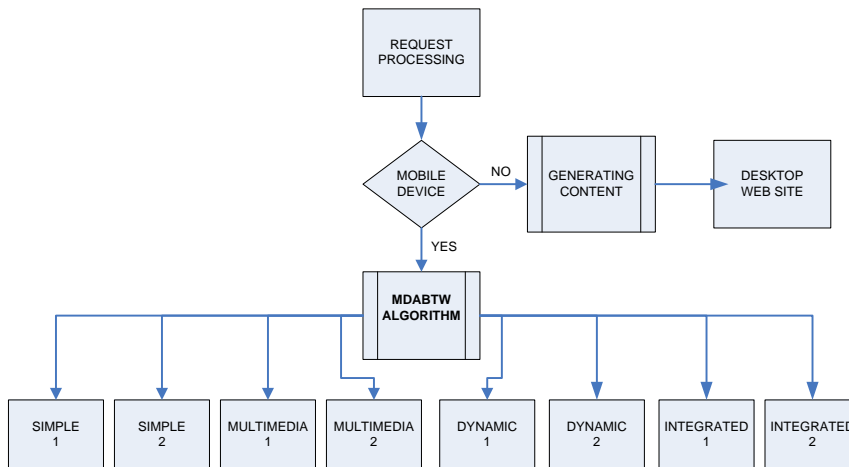 REQUEST
PROCESSING
MOBILE
DEVICE
NO
GENERATING
CONTENT
DESKTOP
WEB SITE
YES
MDABTW
ALGORITHM
SIMPLE
1
SIMPLE
2
MULTIMEDIA
1
MULTIMEDIA
2
DYNAMIC
1
DYNAMIC
2
INTEGRATED
1
INTEGRATED
2